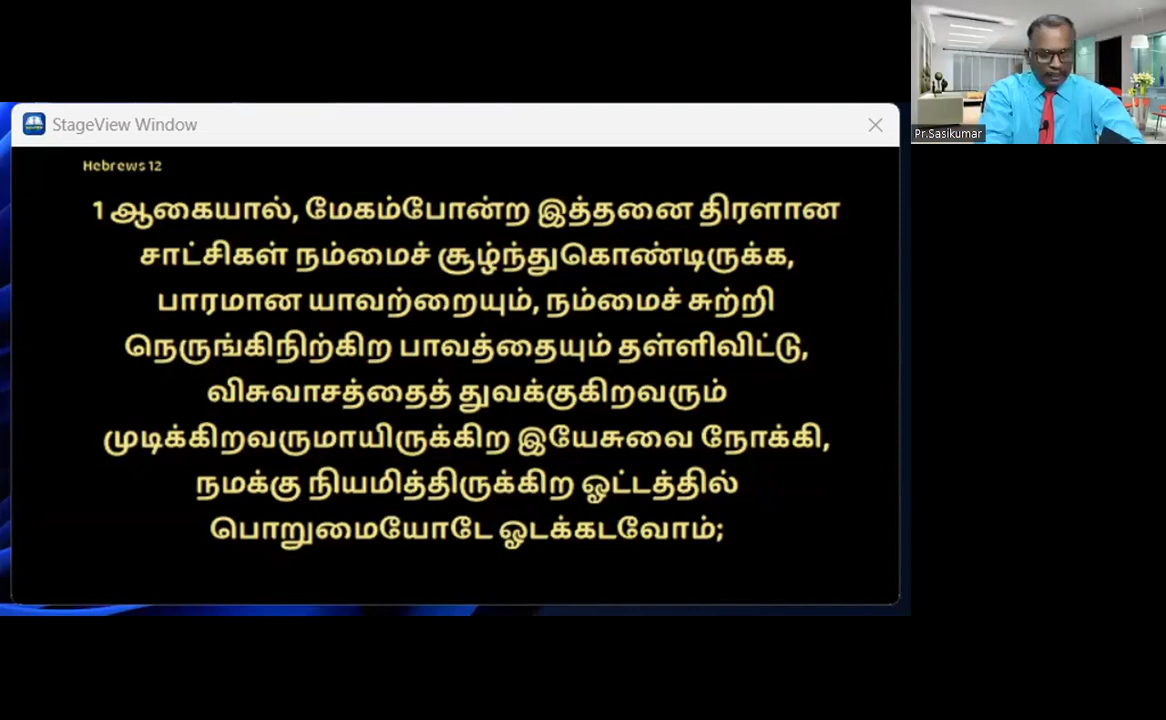 StageView Window
Pr.Sasikumar
Hebrews 12
1 ஆகையால், மேகம்போன்ற இத்தனை திரளான
சாட்சிகள் நம்மைச் சூழ்ந்துகொண்டிருக்க,
பாரமான யாவற்றையும், நம்மைச் சுற்றி
நெருங்கிநிற்கிற பாவத்தையும் தள்ளிவிட்டு,
விசுவாசத்தைத் துவக்குகிறவரும்
முடிக்கிறவருமாயிருக்கிற இயேசுவை நோக்கி,
நமக்கு நியமித்திருக்கிற ஓட்டத்தில்
பொறுமையோடே ஓடக்கடவோம்;